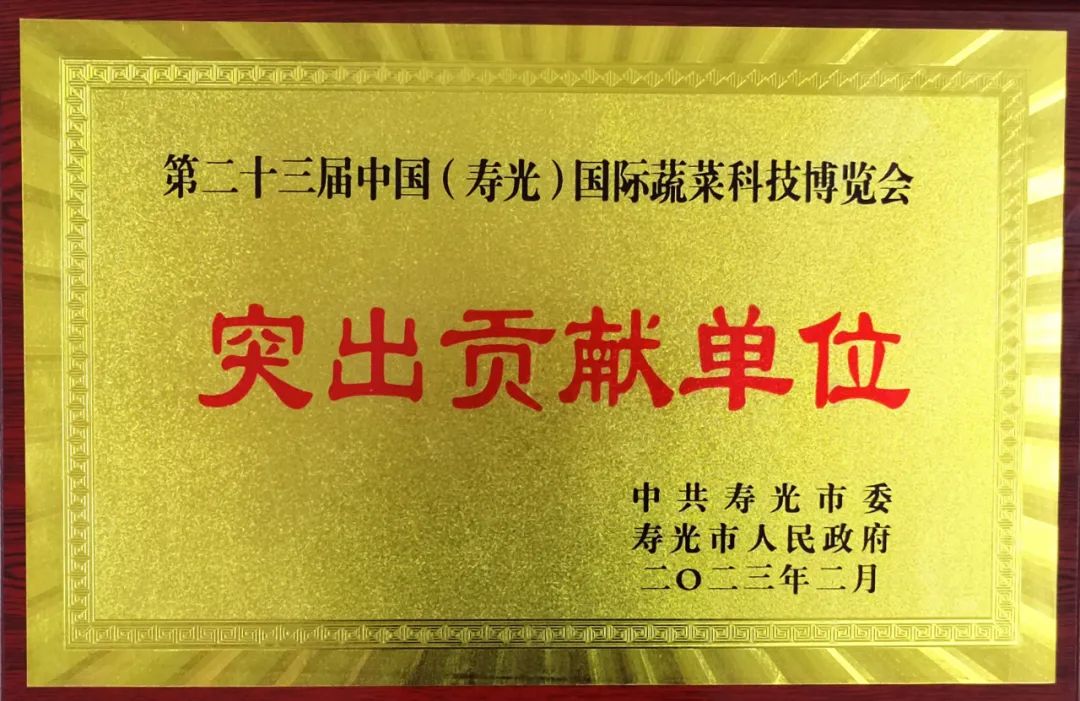 第二十三届中国（寿光）国际蔬菜科技博览会
突出贡献单位
中共寿光市委
寿光市人民政府
二〇二三年二月